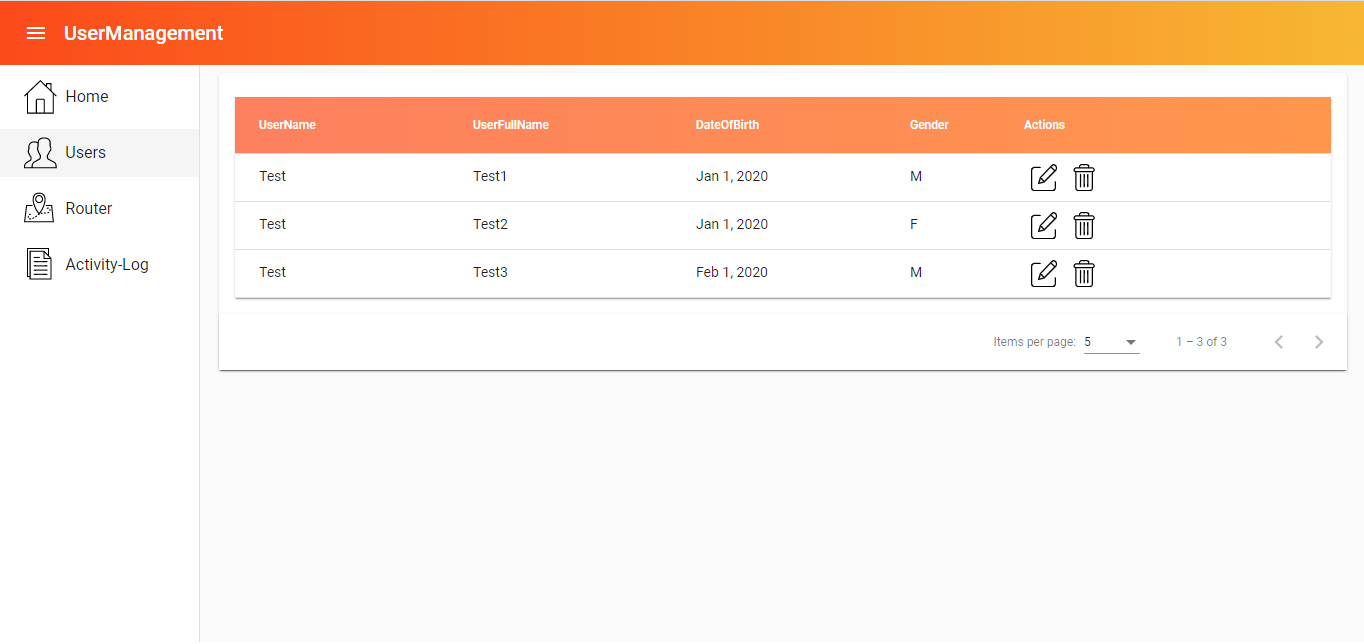 UserManagement
Home
Users
Router
Activity-Log
UserName UserFullName DateOfBirth Gender Actions
Test Test1 Jan 1, 2020 M
Test Test2 Jan 1, 2020 F
Test Test3 Feb 1, 2020 M
Items per page: 5 1 – 3 of 3